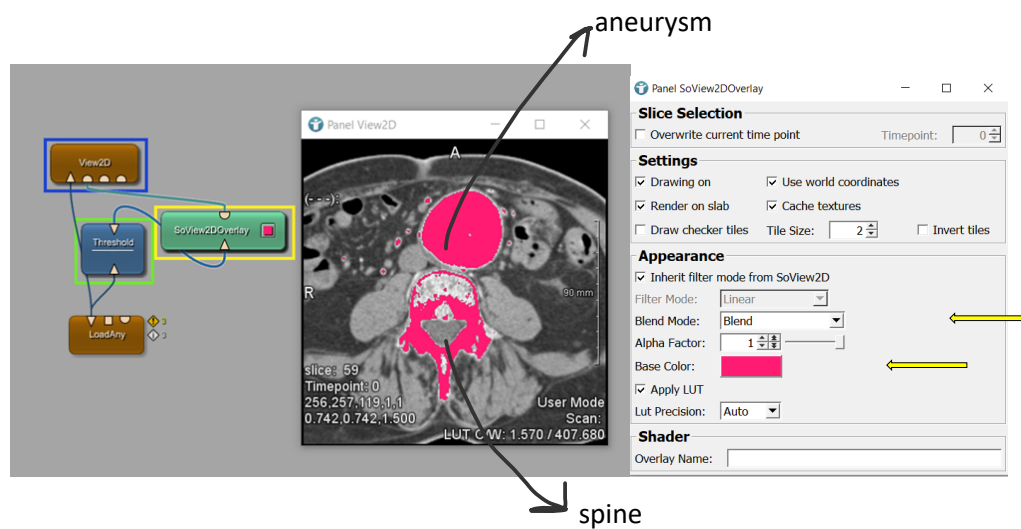 aneurysm
View2D
SoView2DOverlay
Threshold
LoadAny
3
3
Panel View2D
A
(- - -):
R
90 mm
slice: 59
Timepoint: 0
256,257,119,1,1
0.742,0.742,1.500
User Mode
Scan:
LUT C/W: 1.570 / 407.680
Panel SoView2DOverlay
Slice Selection
Overwrite current time point Timepoint: 0
Settings
Drawing on Use world coordinates
Render on slab Cache textures
Draw checker tiles Tile Size: 2 Invert tiles
Appearance
Inherit filter mode from SoView2D
Filter Mode: Linear
Blend Mode: Blend
Alpha Factor: 1
Base Color:
Apply LUT
Lut Precision: Auto
Shader
Overlay Name:
spine